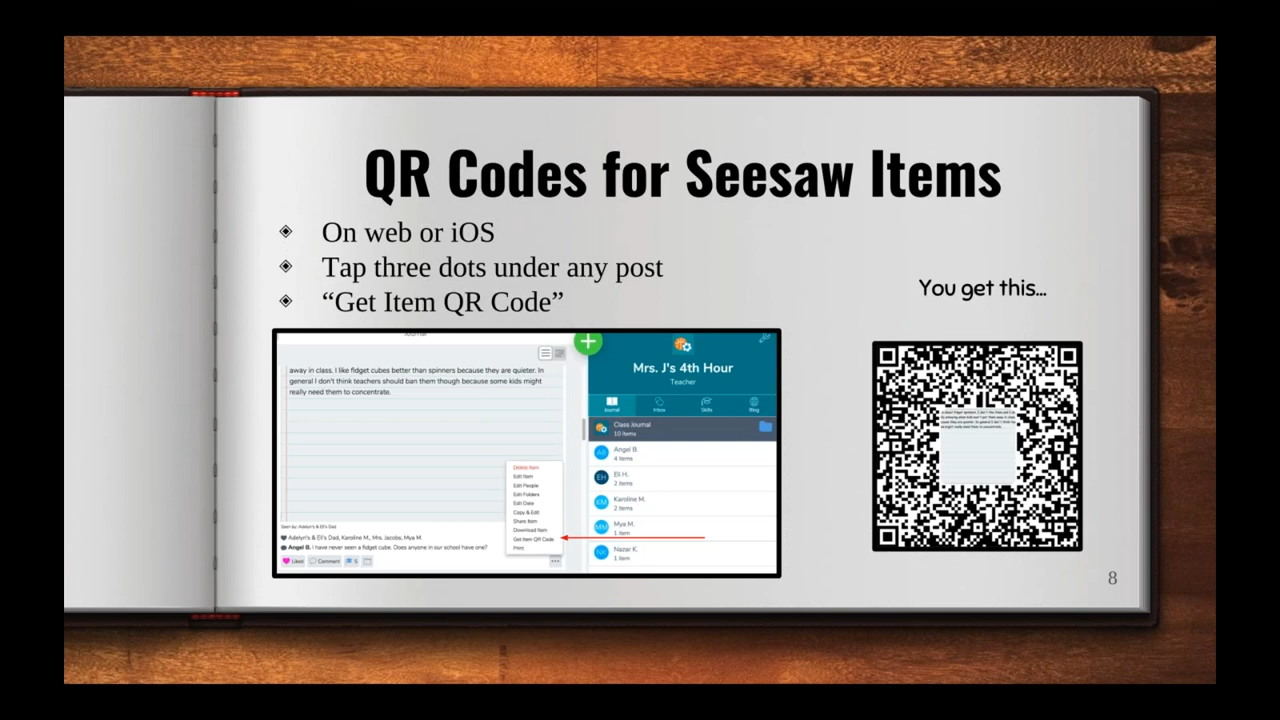 QR Codes for Seesaw Items
On web or iOS
Tap three dots under any post
“Get Item QR Code”
You get this...
away in class. I like fidget cubes better than spinners because they are quieter. In
general I don't think teachers should ban them though because some kids might
really need them to concentrate.
Delete Item
Edit Item
Edit People
Edit Folders
Edit Date
Copy & Edit
Share Item
Download Item
Get Item QR Code
Print
Seen by: Adelyn's & Eli's Dad
Adelyn's & Eli's Dad, Karoline M., Mrs. Jacobs, Mya M.
Angel B. I have never seen a fidget cube. Does anyone in our school have one?
Liked Comment 5
Mrs. J's 4th Hour
Teacher
Journal Inbox Skills Blog
Class Journal
10 items
Angel B.
4 items
EH Eli H.
2 items
KM Karoline M.
2 items
MM Mya M.
1 item
NK Nazar K.
1 item
8